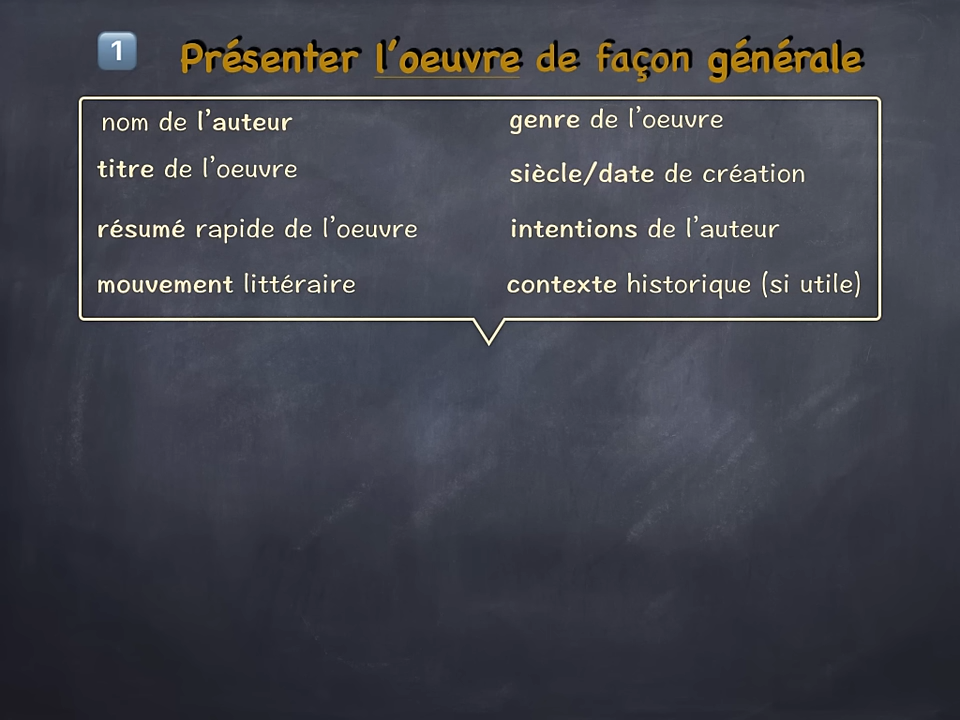 1 Présenter l'oeuvre de façon générale
nom de l'auteur
titre de l'oeuvre
résumé rapide de l'oeuvre
mouvement littéraire
genre de l'oeuvre
siècle/date de création
intentions de l'auteur
contexte historique (si utile)